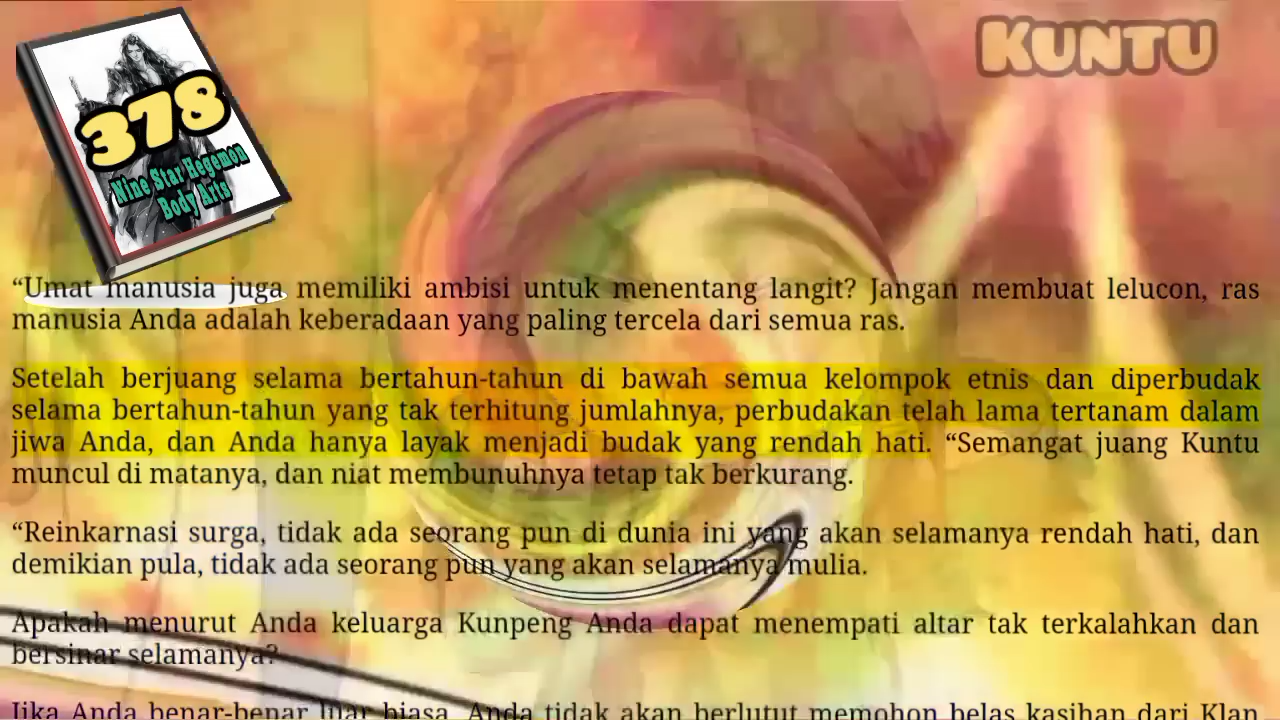 KUNTU
378
Nine Star Hegemon
Body Arts
“Umat manusia juga memiliki ambisi untuk menentang langit? Jangan membuat lelucon, ras
manusia Anda adalah keberadaan yang paling tercela dari semua ras.
Setelah berjuang selama bertahun-tahun di bawah semua kelompok etnis dan diperbudak
selama bertahun-tahun yang tak terhitung jumlahnya, perbudakan telah lama tertanam dalam
jiwa Anda, dan Anda hanya layak menjadi budak yang rendah hati. “Semangat juang Kuntu
muncul di matanya, dan niat membunuhnya tetap tak berkurang.
“Reinkarnasi surga, tidak ada seorang pun di dunia ini yang akan selamanya rendah hati, dan
demikian pula, tidak ada seorang pun yang akan selamanya mulia.
Apakah menurut Anda keluarga Kunpeng Anda dapat menempati altar tak terkalahkan dan
bersinar selamanya?
Jika Anda benar-benar luar biasa, Anda tidak akan berlutut memohon belas kasihan dari Klan